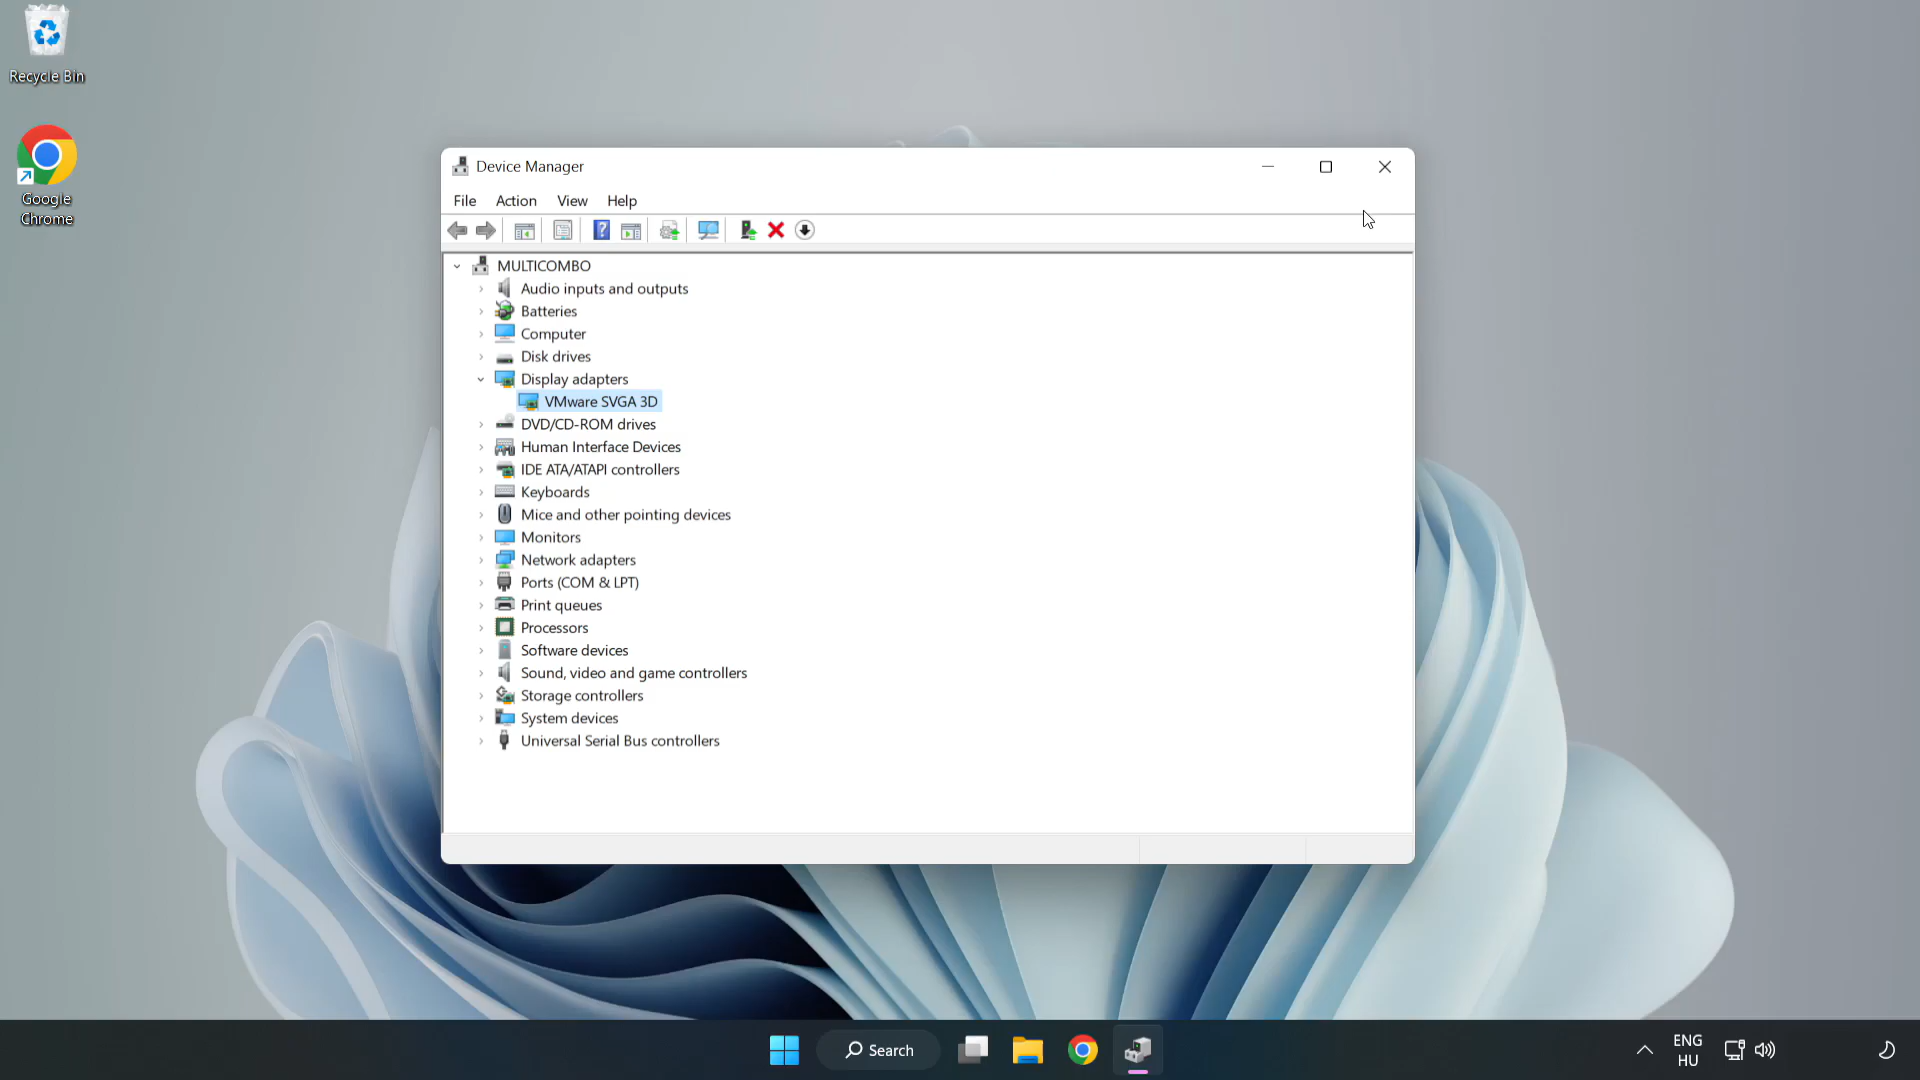 Recycle Bin
Google
Chrome
Device Manager
File Action View Help
MULTICOMBO
Audio inputs and outputs
Batteries
Computer
Disk drives
Display adapters
VMware SVGA 3D
DVD/CD-ROM drives
Human Interface Devices
IDE ATA/ATAPI controllers
Keyboards
Mice and other pointing devices
Monitors
Network adapters
Ports (COM & LPT)
Print queues
Processors
Software devices
Sound, video and game controllers
Storage controllers
System devices
Universal Serial Bus controllers
Search
ENG
HU